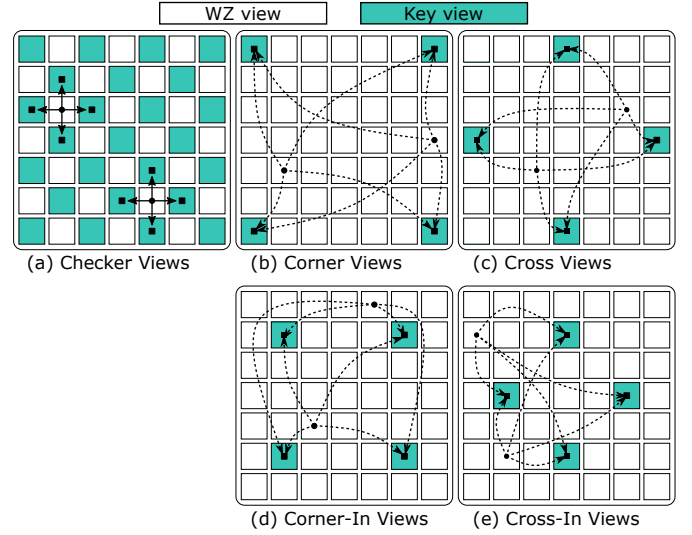 WZ view Key view
(a) Checker Views (b) Corner Views (c) Cross Views
(d) Corner-In Views (e) Cross-In Views